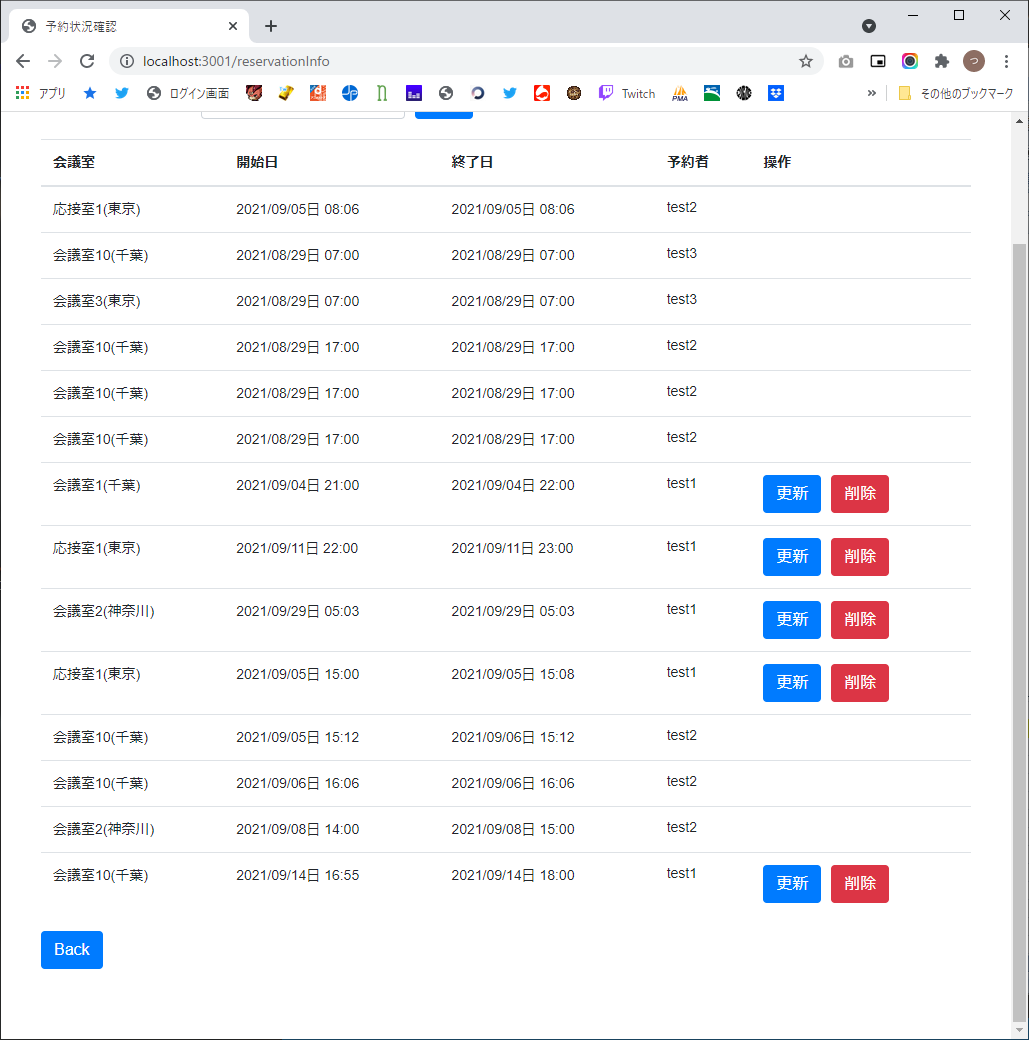 予約状況確認
localhost:3001/reservationInfo
つ
アプリ ログイン画面 Twitch PMA その他のブックマーク
会議室 開始日 終了日 予約者 操作
応接室1(東京) 2021/09/05日 08:06 2021/09/05日 08:06 test2
会議室10(千葉) 2021/08/29日 07:00 2021/08/29日 07:00 test3
会議室3(東京) 2021/08/29日 07:00 2021/08/29日 07:00 test3
会議室10(千葉) 2021/08/29日 17:00 2021/08/29日 17:00 test2
会議室10(千葉) 2021/08/29日 17:00 2021/08/29日 17:00 test2
会議室10(千葉) 2021/08/29日 17:00 2021/08/29日 17:00 test2
会議室1(千葉) 2021/09/04日 21:00 2021/09/04日 22:00 test1 更新 削除
応接室1(東京) 2021/09/11日 22:00 2021/09/11日 23:00 test1 更新 削除
会議室2(神奈川) 2021/09/29日 05:03 2021/09/29日 05:03 test1 更新 削除
応接室1(東京) 2021/09/05日 15:00 2021/09/05日 15:08 test1 更新 削除
会議室10(千葉) 2021/09/05日 15:12 2021/09/06日 15:12 test2
会議室10(千葉) 2021/09/06日 16:06 2021/09/06日 16:06 test2
会議室2(神奈川) 2021/09/08日 14:00 2021/09/08日 15:00 test2
会議室10(千葉) 2021/09/14日 16:55 2021/09/14日 18:00 test1 更新 削除
Back